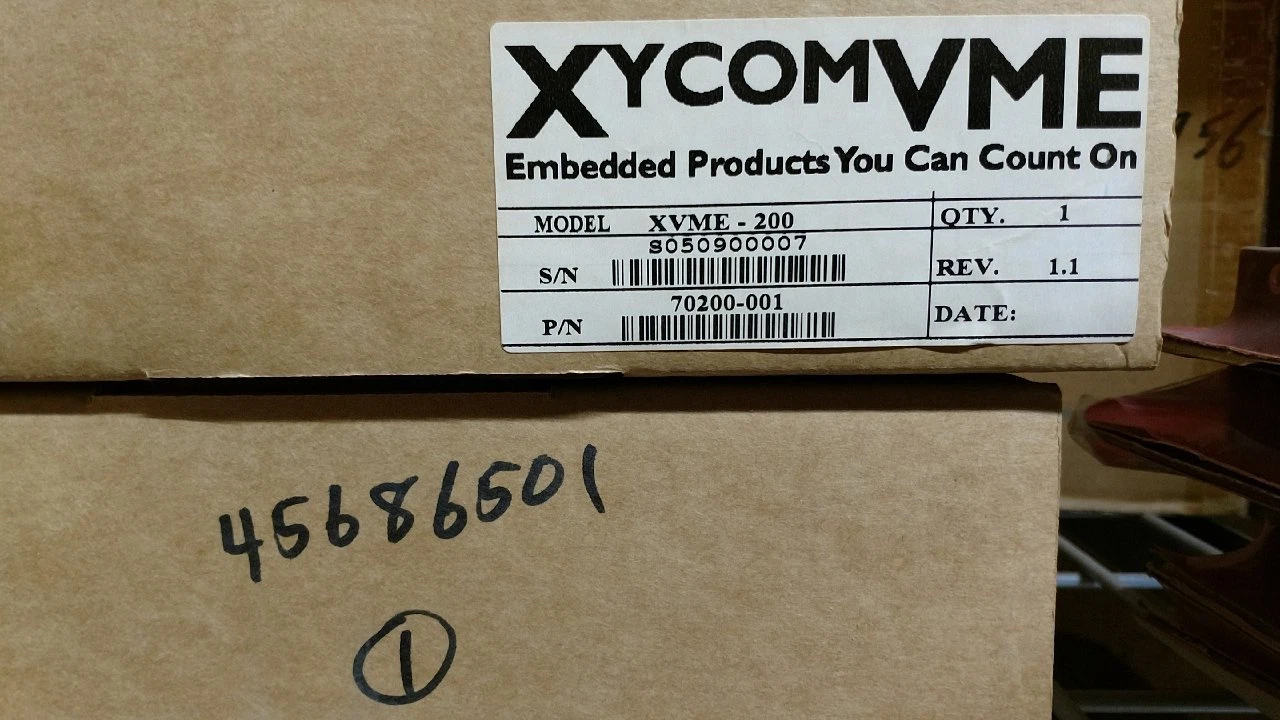 XYCOMVME
Embedded Products You Can Count On
MODEL XVME - 200 QTY. 1
S050900007
S/N REV. 1.1
70200-001
P/N DATE:
45686501
1